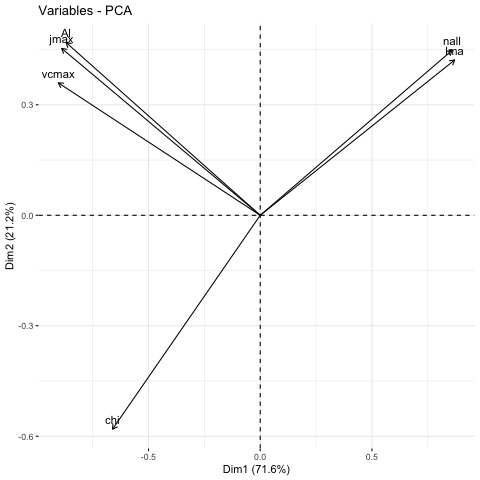 Variables - PCA
Al
jmax
vcmax
nall
lma
chi
0.3
0.0
-0.3
-0.6
-0.5
0.0
0.5
Dim1 (71.6%)
Dim2 (21.2%)